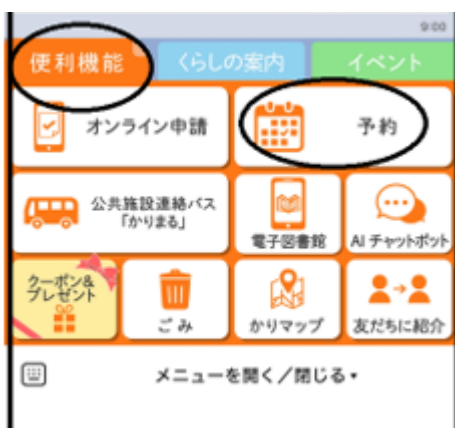 9:00
便利機能
くらしの案内
イベント
オンライン申請
予約
公共施設連絡バス
「かりまる」
電子図書館
AI チャットボット
クーポン&
プレゼント
ごみ
かりマップ
友だちに紹介
メニューを開く/閉じる▾